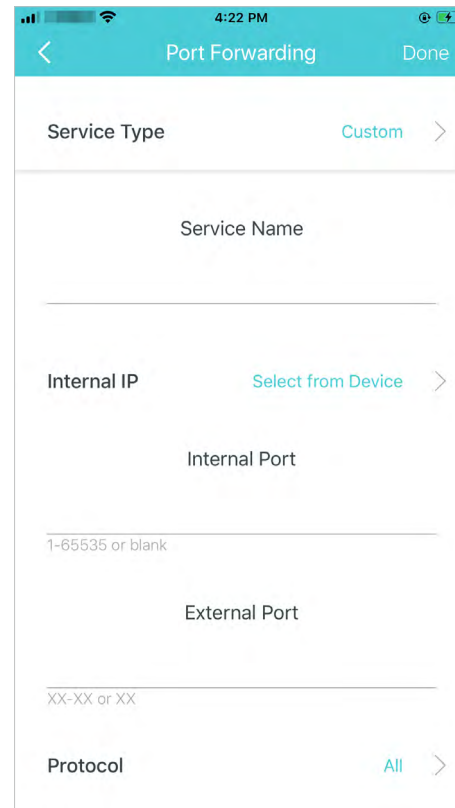 4:22 PM
Port Forwarding Done
Service Type Custom
Service Name
Internal IP Select from Device
Internal Port
1-65535 or blank
External Port
XX-XX or XX
Protocol All